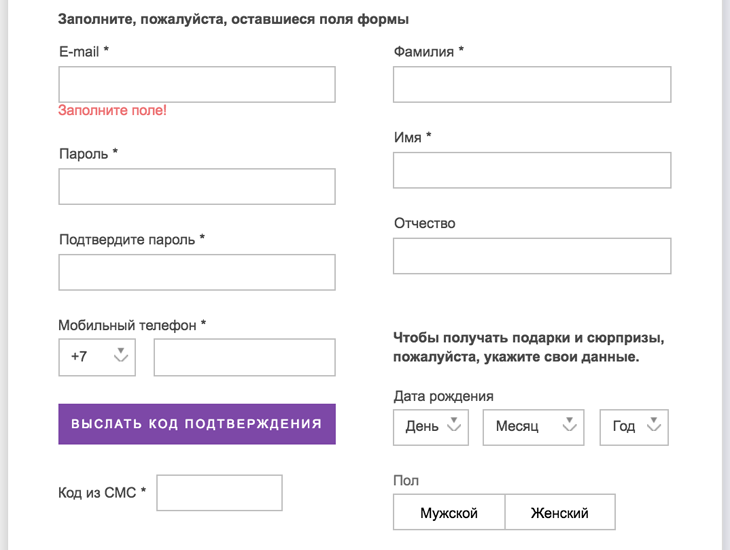 Заполните, пожалуйста, оставшиеся поля формы
E-mail *
Заполните поле!
Пароль *
Подтвердите пароль *
Мобильный телефон *
+7
ВЫСЛАТЬ КОД ПОДТВЕРЖДЕНИЯ
Код из СМС *
Фамилия *
Имя *
Отчество
Чтобы получать подарки и сюрпризы,
пожалуйста, укажите свои данные.
Дата рождения
День Месяц Год
Пол
Мужской Женский